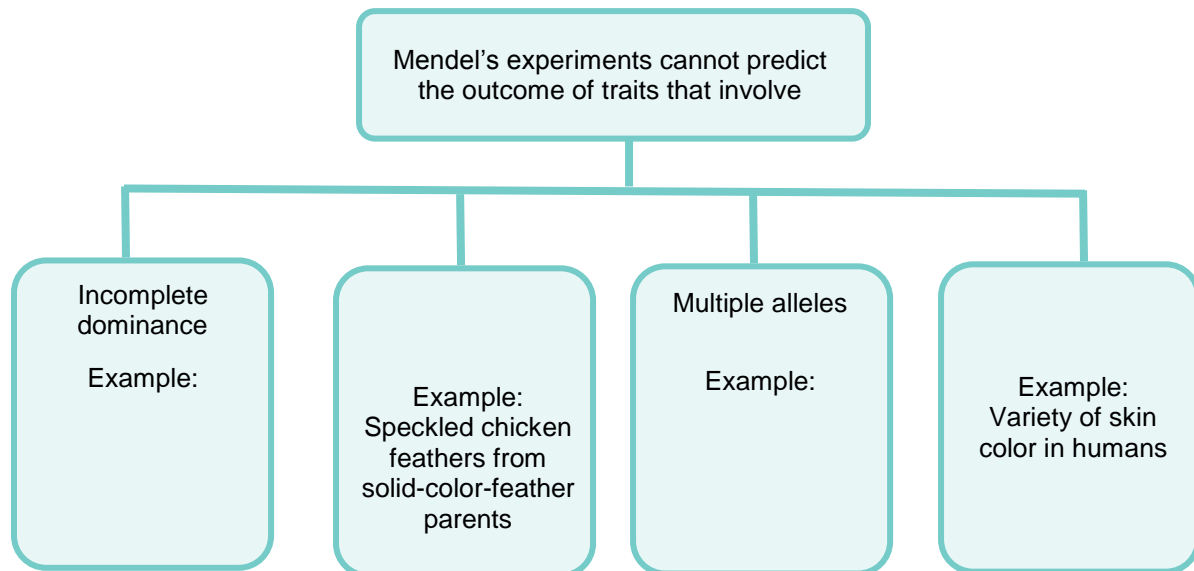 Mendel’s experiments cannot predict
the outcome of traits that involve
Incomplete
dominance
Example:
Example:
Speckled chicken
feathers from
solid-color-feather
parents
Multiple alleles
Example:
Example:
Variety of skin
color in humans